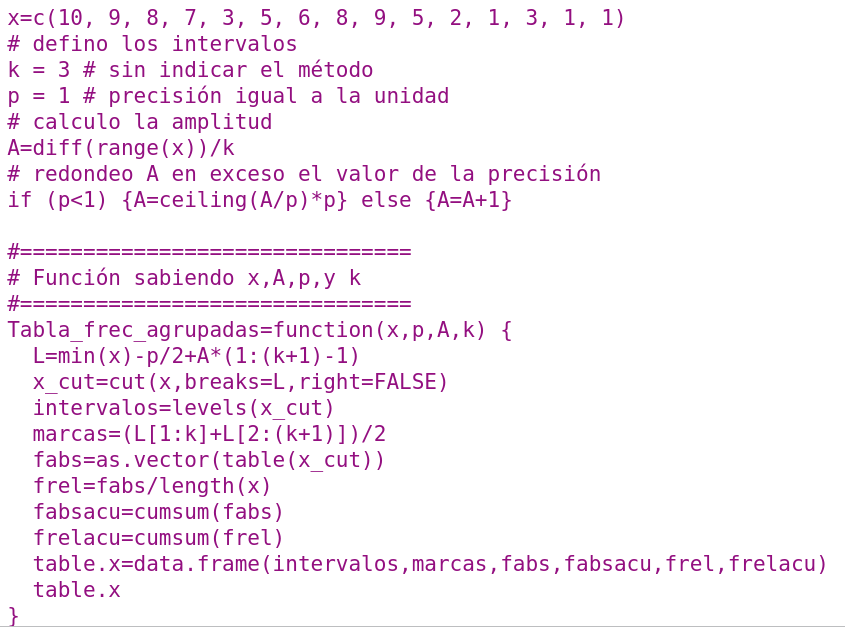 x=c(10, 9, 8, 7, 3, 5, 6, 8, 9, 5, 2, 1, 3, 1, 1)
# defino los intervalos
k = 3 # sin indicar el método
p = 1 # precisión igual a la unidad
# calculo la amplitud
A=diff(range(x))/k
# redondeo A en exceso el valor de la precisión
if (p<1) {A=ceiling(A/p)*p} else {A=A+1}

#===============================
# Función sabiendo x,A,p,y k
#===============================
Tabla_frec_agrupadas=function(x,p,A,k) {
  L=min(x)-p/2+A*(1:(k+1)-1)
  x_cut=cut(x,breaks=L,right=FALSE)
  intervalos=levels(x_cut)
  marcas=(L[1:k]+L[2:(k+1)])/2
  fabs=as.vector(table(x_cut))
  frel=fabs/length(x)
  fabsacu=cumsum(fabs)
  frelacu=cumsum(frel)
  table.x=data.frame(intervalos,marcas,fabs,fabsacu,frel,frelacu)
  table.x
}